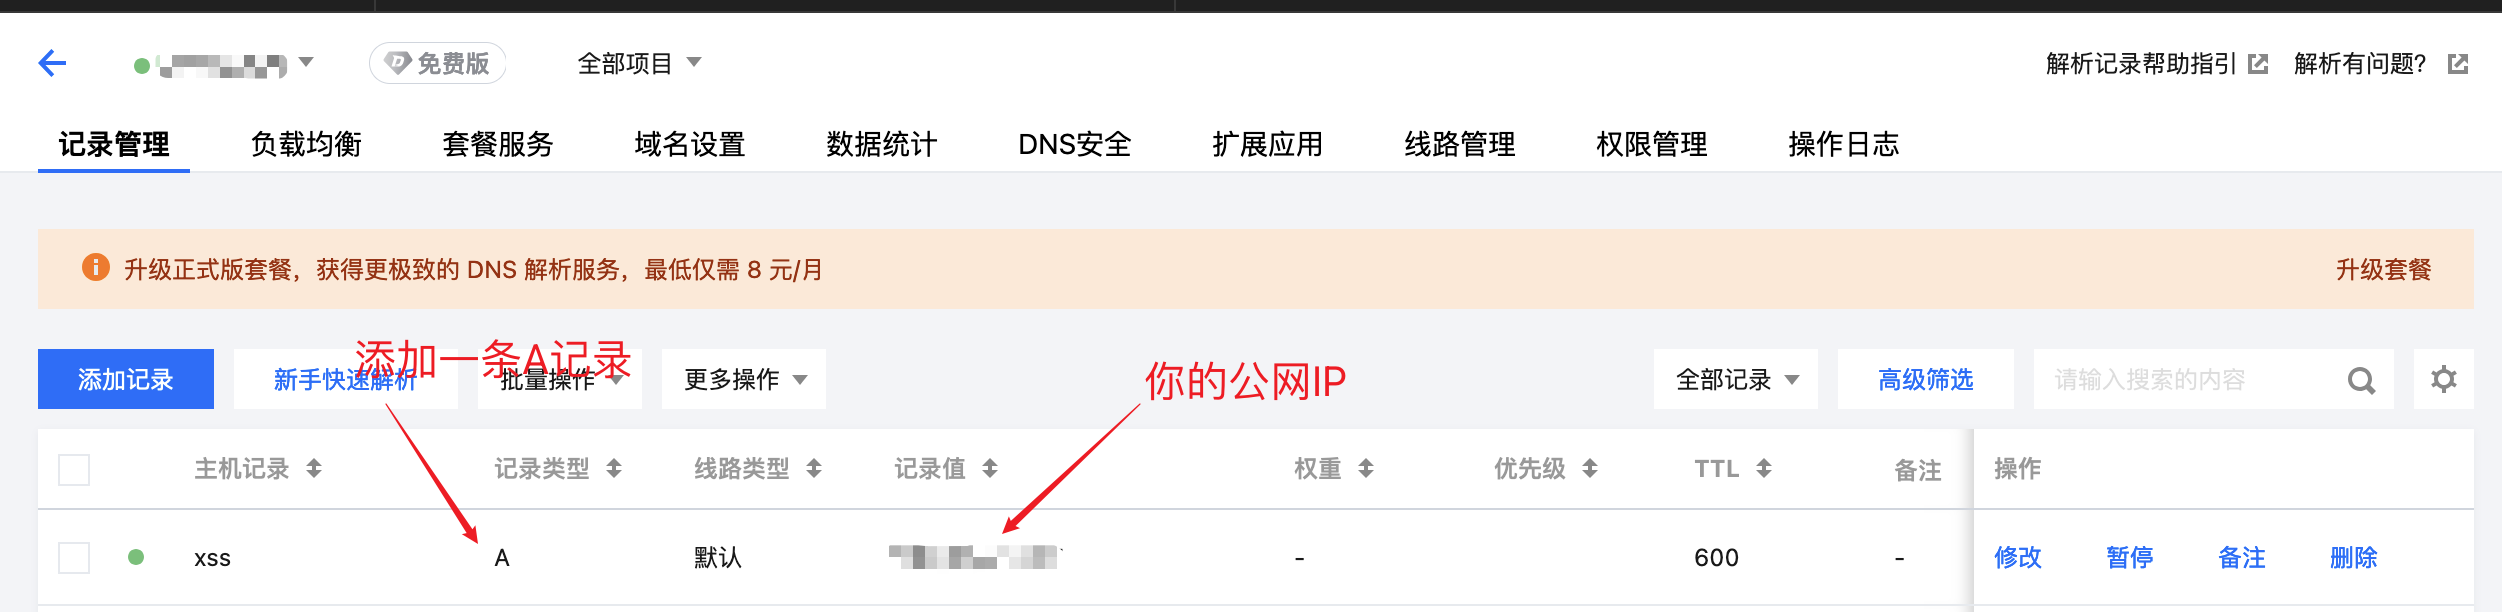 免费版 全部项目 解析记录帮助指引 解析有问题?
记录管理 负载均衡 套餐服务 域名设置 数据统计 DNS安全 扩展应用 线路管理 权限管理 操作日志
升级正式版套餐，获得更极致的 DNS 解析服务，最低仅需 8 元/月 升级套餐
添加一条A记录
你的公网IP
添加记录 新手快速解析 批量操作 更多操作 全部记录 高级筛选 请输入搜索的内容
主机记录 记录类型 线路类型 记录值 权重 优先级 TTL 备注 操作
xss A 默认 - 600 - 修改 暂停 备注 删除